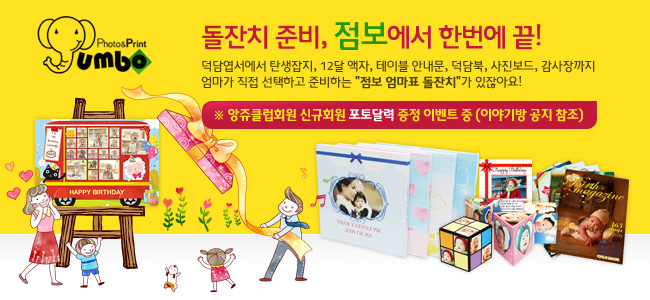 Photo&Print
Jumbo
돌잔치 준비, 점보에서 한번에 끝!
덕담엽서에서 탄생잡지, 12달 액자, 테이블 안내문, 덕담북, 사진보드, 감사장까지
엄마가 직접 선택하고 준비하는 "점보 엄마표 돌잔치"가 있잖아요!
※ 앙쥬클럽회원 신규회원 포토달력 증정 이벤트 중 (이야기방 공지 참조)
HAPPY BIRTHDAY
Happy Birthday
Birth
magazine
365